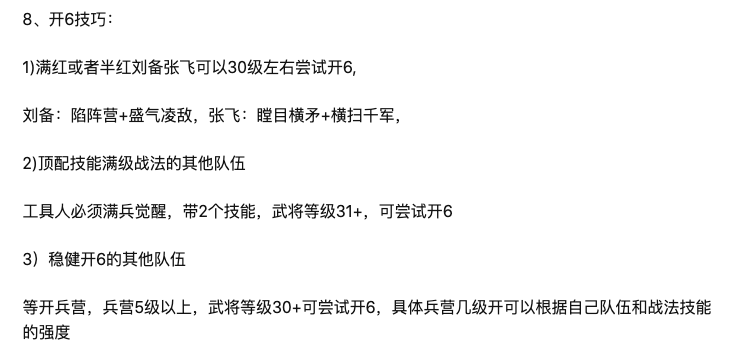 8、开6技巧：
1)满红或者半红刘备张飞可以30级左右尝试开6,
刘备：陷阵营+盛气凌敌，张飞：瞠目横矛+横扫千军，
2)顶配技能满级战法的其他队伍
工具人必须满兵觉醒，带2个技能，武将等级31+，可尝试开6
3）稳健开6的其他队伍
等开兵营，兵营5级以上，武将等级30+可尝试开6，具体兵营几级开可以根据自己队伍和战法技能
的强度